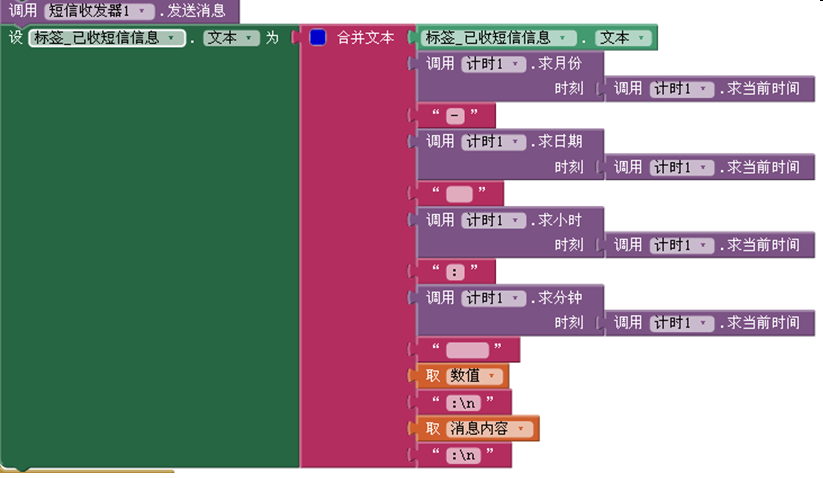 调用 短信收发器1 .发送消息
设 标签_已收短信信息 . 文本 为 合并文本 标签_已收短信信息 . 文本
调用 计时1 .求月份
时刻 调用 计时1 .求当前时间
“ - ”
调用 计时1 .求日期
时刻 调用 计时1 .求当前时间
“ ”
调用 计时1 .求小时
时刻 调用 计时1 .求当前时间
“ : ”
调用 计时1 .求分钟
时刻 调用 计时1 .求当前时间
“ ”
取 数值
“ :\n ”
取 消息内容
“ :\n ”